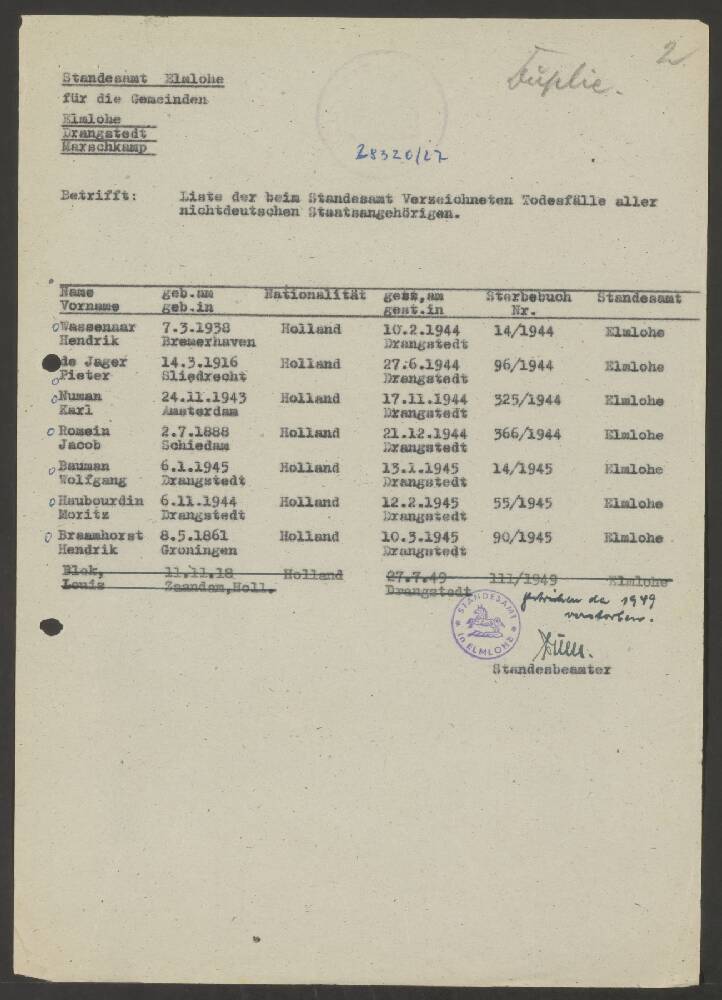 2.
Duplic.
Standesamt Elmlohe
für die Gemeinden
Elmlohe
Drangstedt
Marschkamp
28320/27
Betrifft: Liste der beim Standesamt Verzeichneten Todesfälle aller
nichtdeutschen Staatsangehörigen.
Name geb.am Nationalität gest,am Sterbebuch Standesamt
Vorname geb.in gest.in Nr.
Wassenaar 7.3.1938 Holland 10.2.1944 14/1944 Elmlohe
Hendrik Bremerhaven Drangstedt
de Jager 14.3.1916 Holland 27.6.1944 96/1944 Elmlohe
Pieter Sliedrecht Drangstedt
Numan 24.11.1943 Holland 17.11.1944 325/1944 Elmlohe
Karl Amsterdam Drangstedt
Romein 2.7.1888 Holland 21.12.1944 366/1944 Elmlohe
Jacob Schiedam Drangstedt
Bauman 6.1.1945 Holland 13.1.1945 14/1945 Elmlohe
Wolfgang Drangstedt Drangstedt
Haubourdin 6.11.1944 Holland 12.2.1945 55/1945 Elmlohe
Moritz Drangstedt Drangstedt
Braamhorst 8.5.1861 Holland 10.3.1945 90/1945 Elmlohe
Hendrik Groningen Drangstedt
Blok, 11.11.18 Holland 27.7.49 111/1949 Elmlohe
Louis Zaandam,Holl. Drangstedt
gestrichen da 1949
verstorben.
STANDESAMT
in ELMLOHE
Standesbeamter